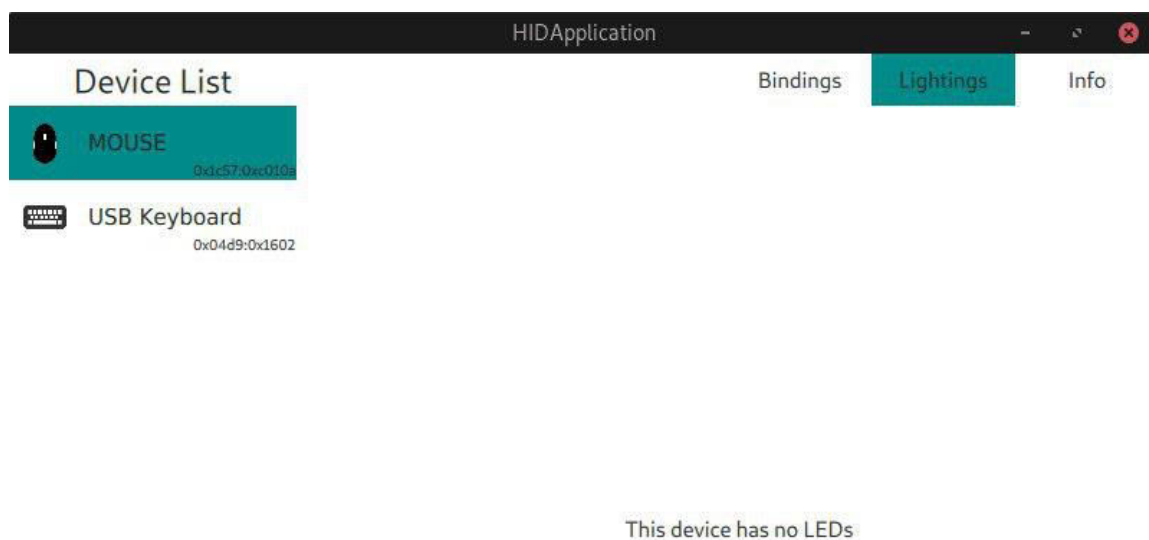 HIDApplication
Device List
Bindings Lightings Info
MOUSE
0x1c57:0xc010a
USB Keyboard
0x04d9:0x1602
This device has no LEDs